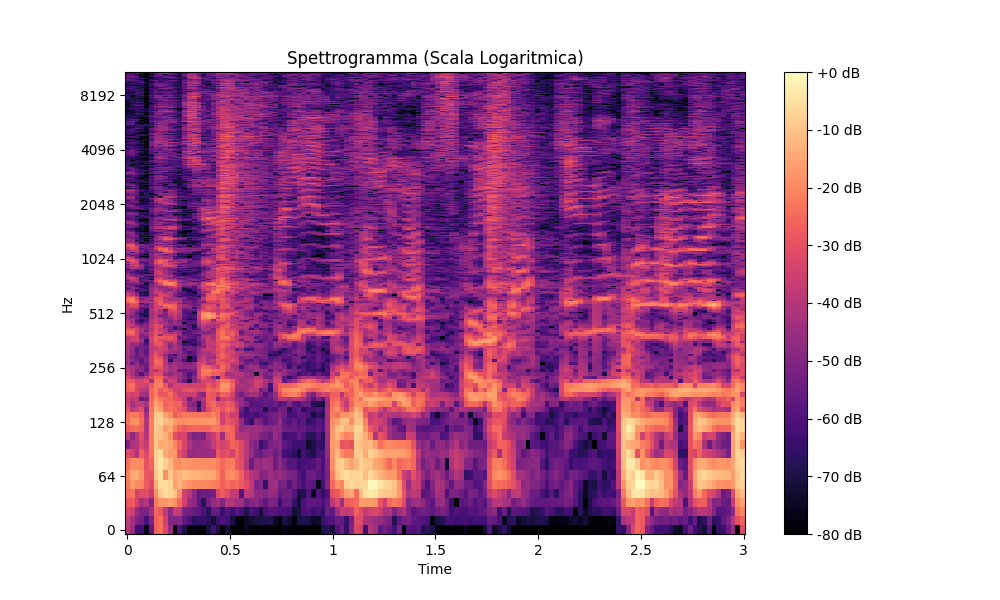 Spettrogramma (Scala Logaritmica)
Hz
8192
4096
2048
1024
512
256
128
64
0
0 0.5 1 1.5 2 2.5 3
Time
+0 dB
-10 dB
-20 dB
-30 dB
-40 dB
-50 dB
-60 dB
-70 dB
-80 dB